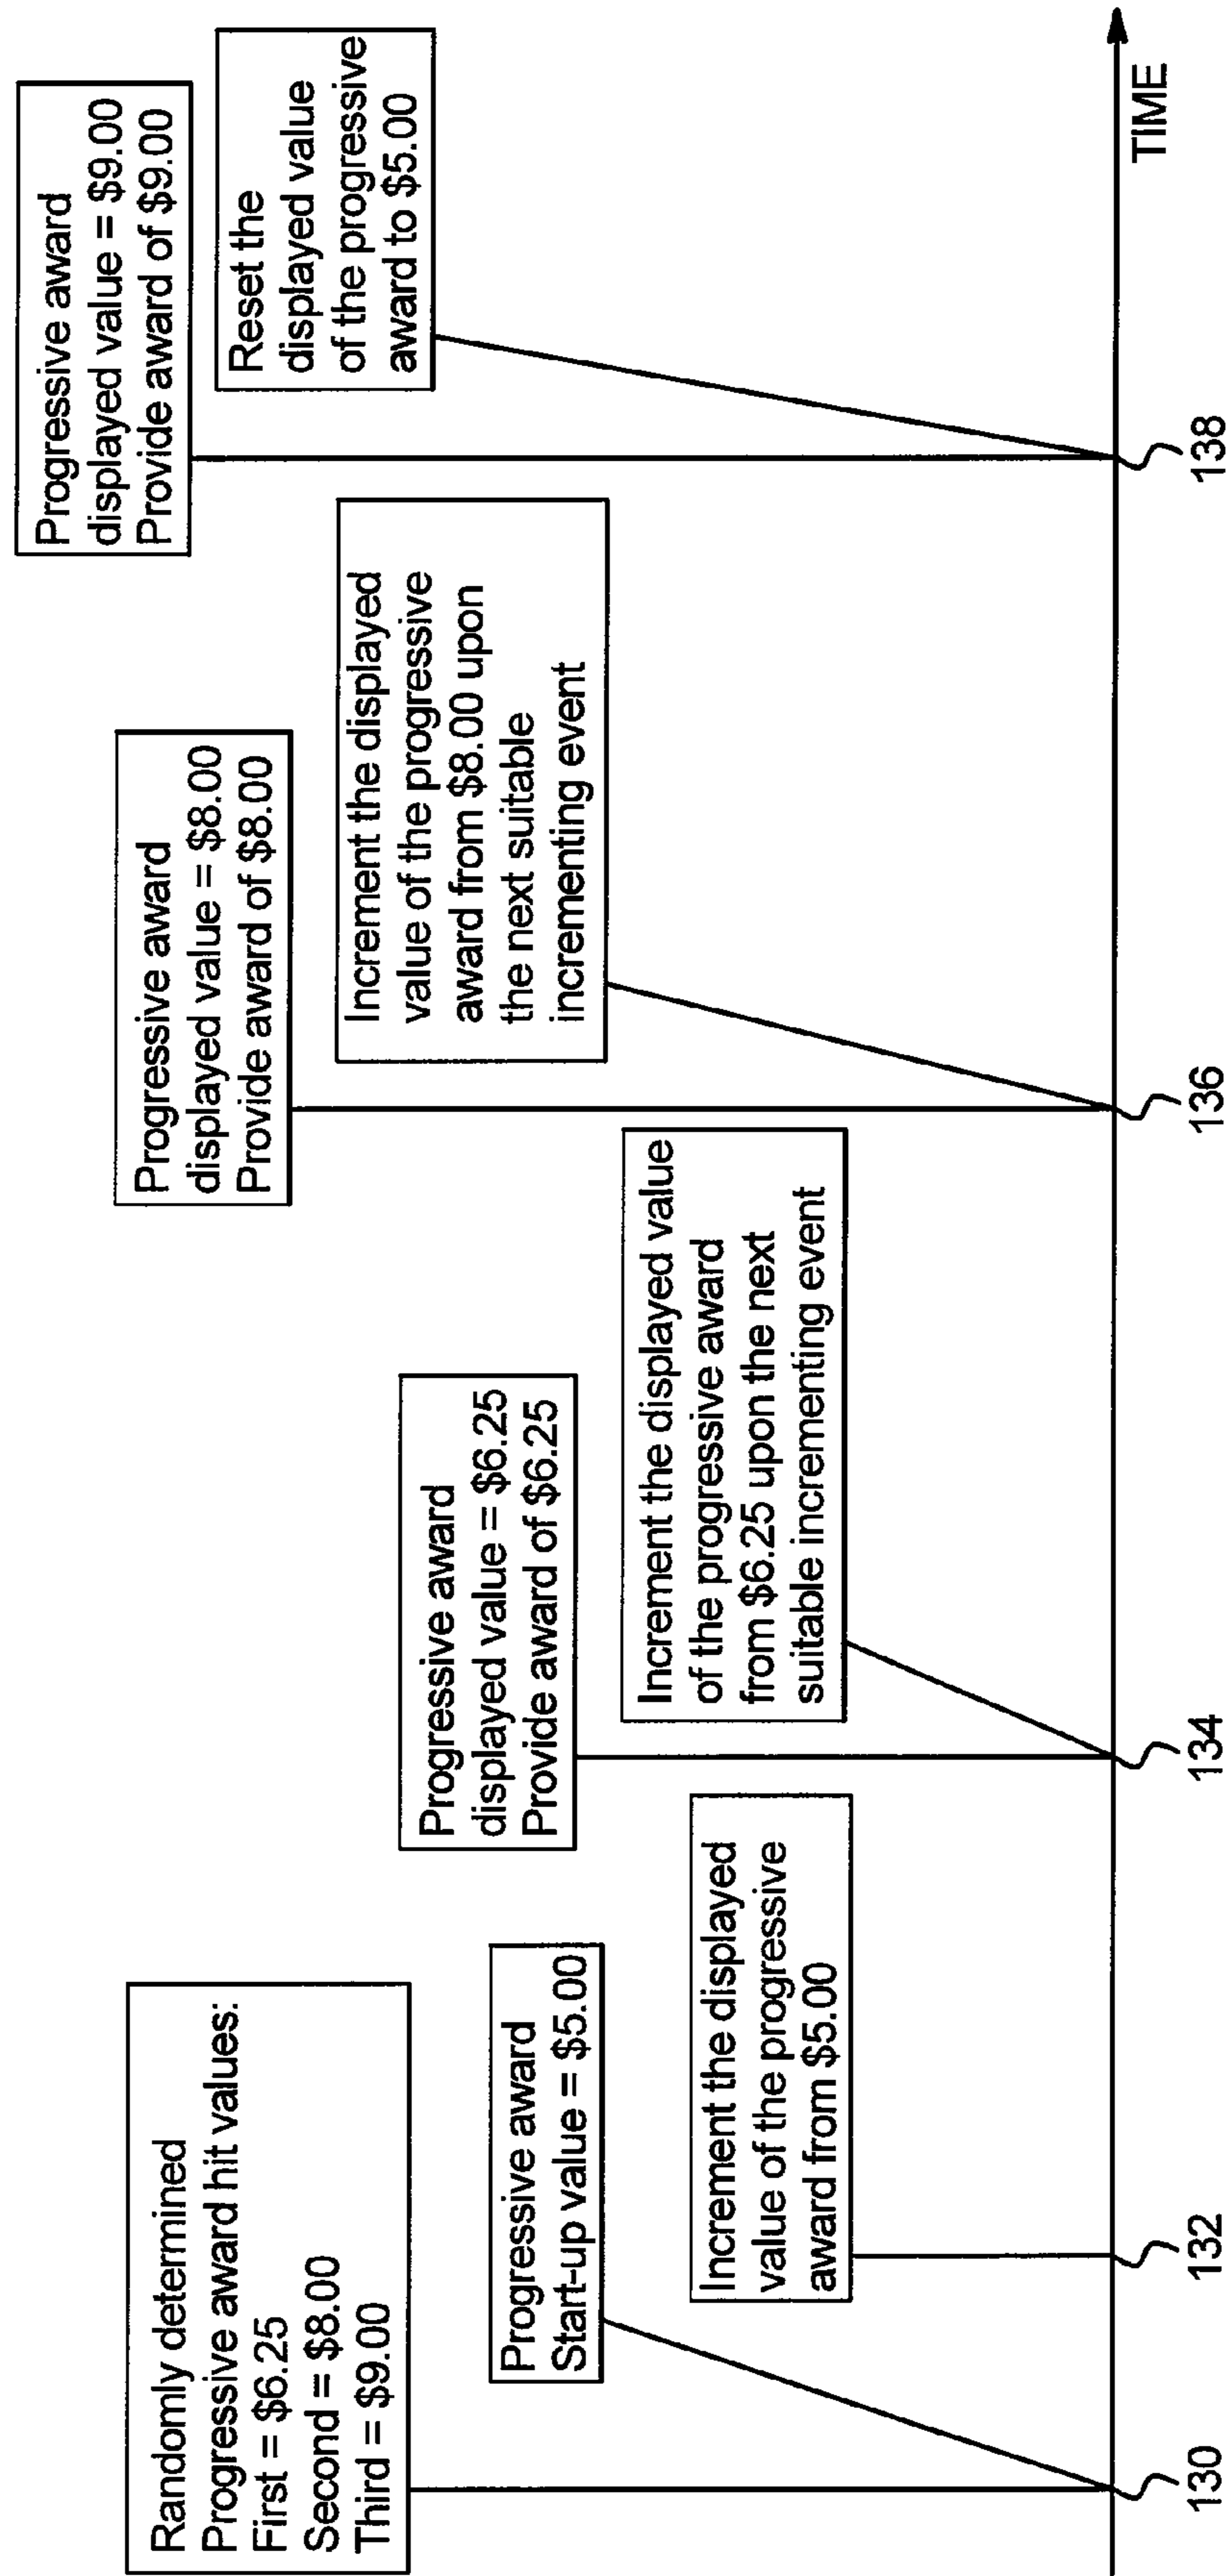 Randomly determined
Progressive award hit values:
First = $6.25
Second = $8.00
Third = $9.00
Progressive award
Start-up value = $5.00
Increment the displayed
value of the progressive
award from $5.00
Progressive award
displayed value = $6.25
Provide award of $6.25
Increment the displayed value
of the progressive award
from $6.25 upon the next
suitable incrementing event
Progressive award
displayed value = $8.00
Provide award of $8.00
Increment the displayed
value of the progressive
award from $8.00 upon
the next suitable
incrementing event
Progressive award
displayed value = $9.00
Provide award of $9.00
Reset the
displayed value
of the progressive
award to $5.00
TIME
130
132
134
136
138